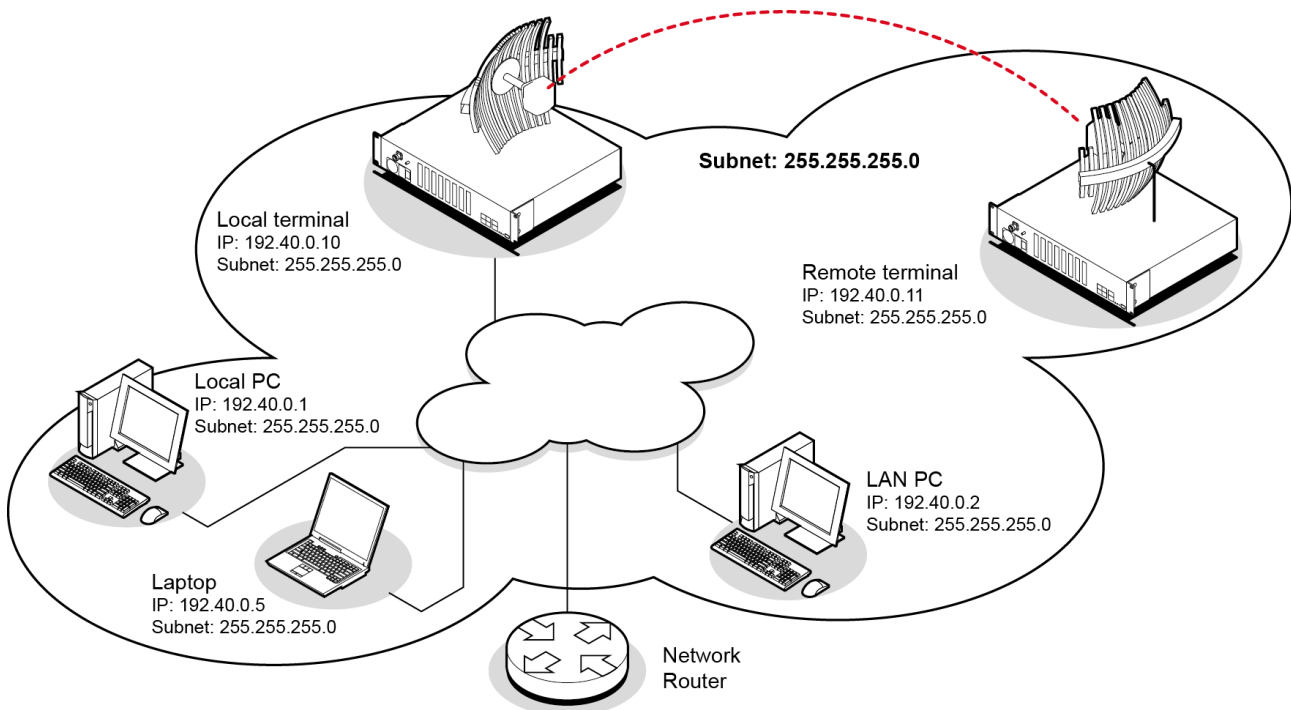 Subnet: 255.255.255.0
Local terminal
IP: 192.40.0.10
Subnet: 255.255.255.0
Remote terminal
IP: 192.40.0.11
Subnet: 255.255.255.0
Local PC
IP: 192.40.0.1
Subnet: 255.255.255.0
LAN PC
IP: 192.40.0.2
Subnet: 255.255.255.0
Laptop
IP: 192.40.0.5
Subnet: 255.255.255.0
Network
Router